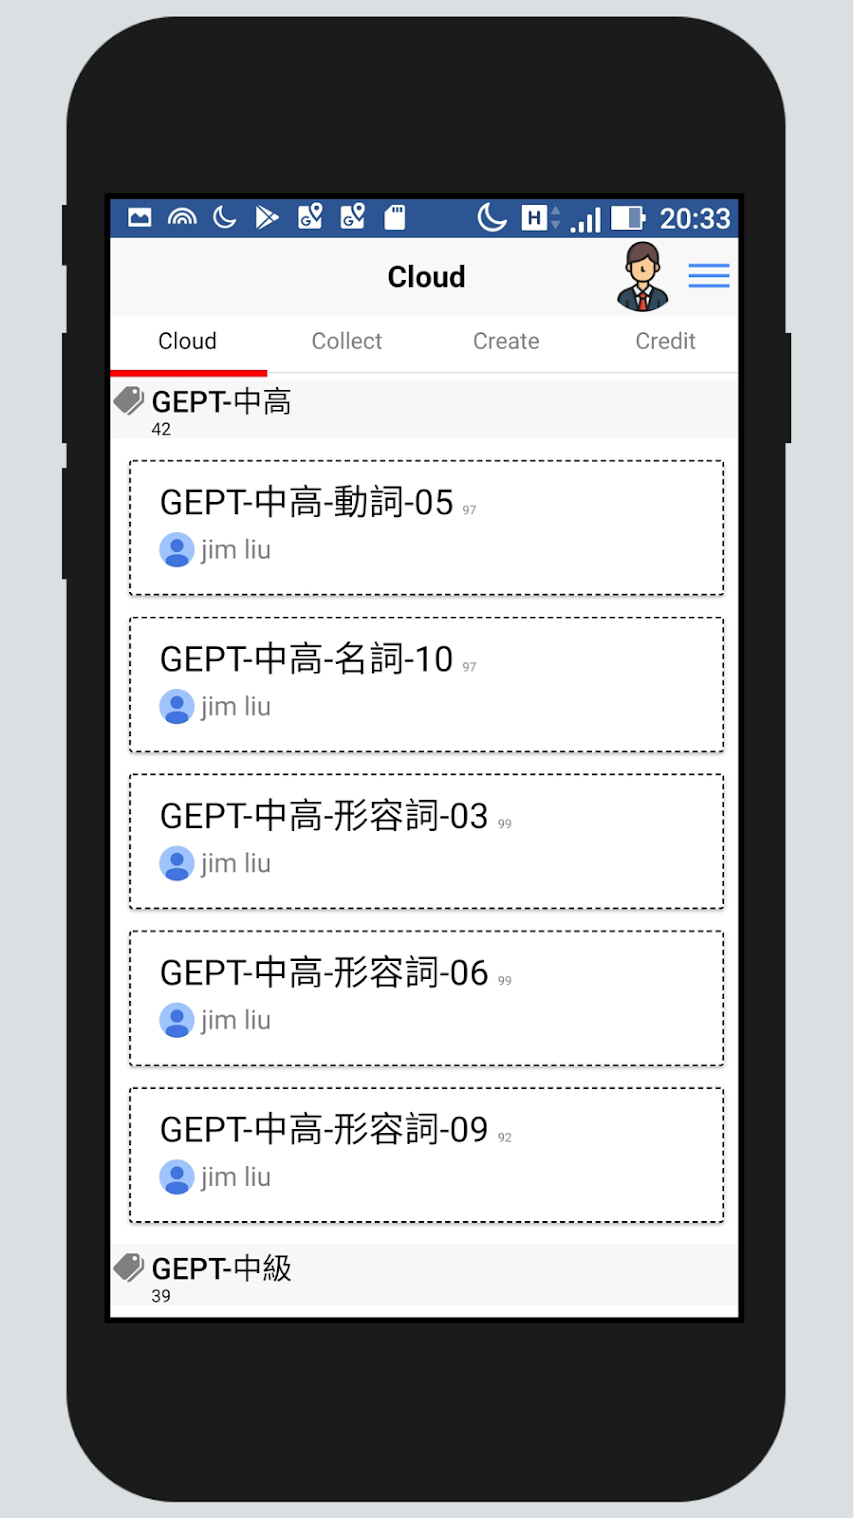 H 20:33
Cloud
Cloud Collect Create Credit
GEPT-中高
42
GEPT-中高-動詞-05 97
jim liu
GEPT-中高-名詞-10 97
jim liu
GEPT-中高-形容詞-03 99
jim liu
GEPT-中高-形容詞-06 99
jim liu
GEPT-中高-形容詞-09 92
jim liu
GEPT-中級
39